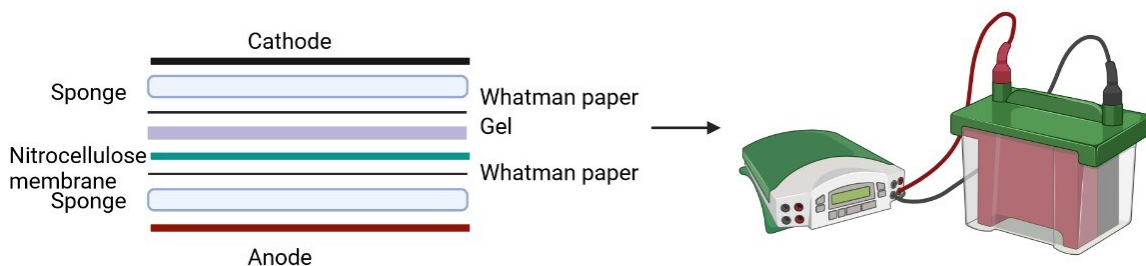 Cathode
Sponge
Whatman paper
Gel
Nitrocellulose
membrane
Whatman paper
Sponge
Anode